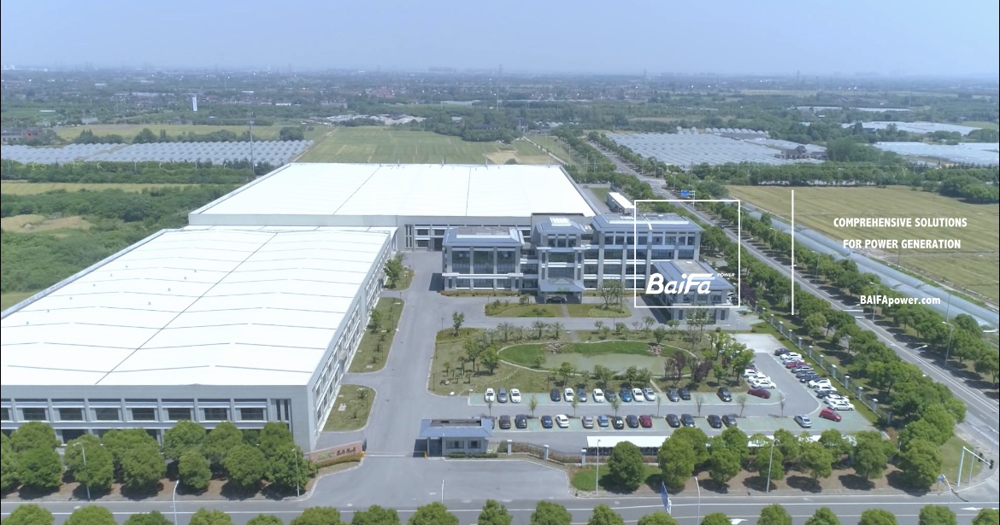 BaiFa POWER
COMPREHENSIVE SOLUTIONS
FOR POWER GENERATION
BAIFApower.com